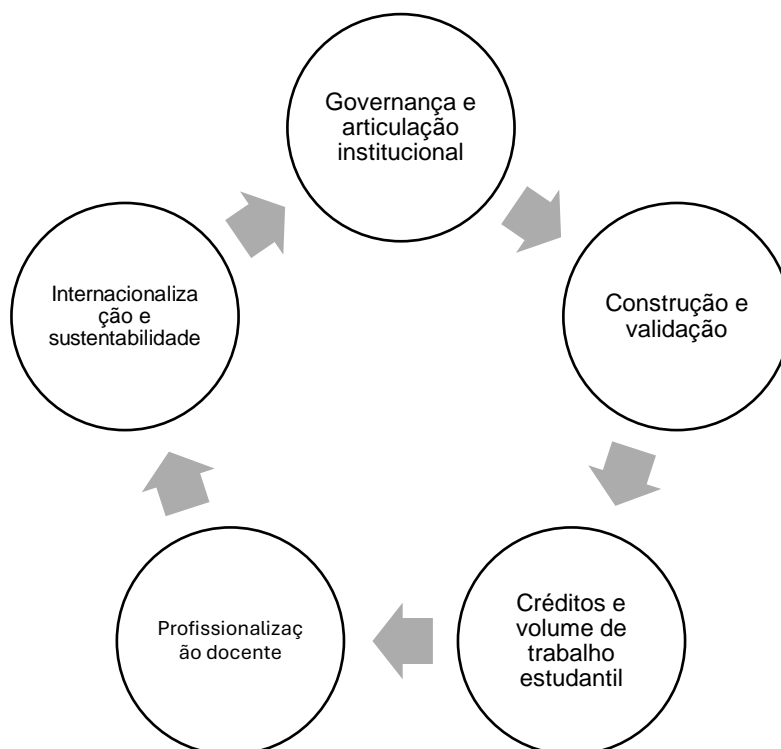 Governança e
articulação
institucional
Construção e
validação
Créditos e
volume de
trabalho
estudantil
Profissionalizaç
ão docente
Internacionaliza
ção e
sustentabilidade